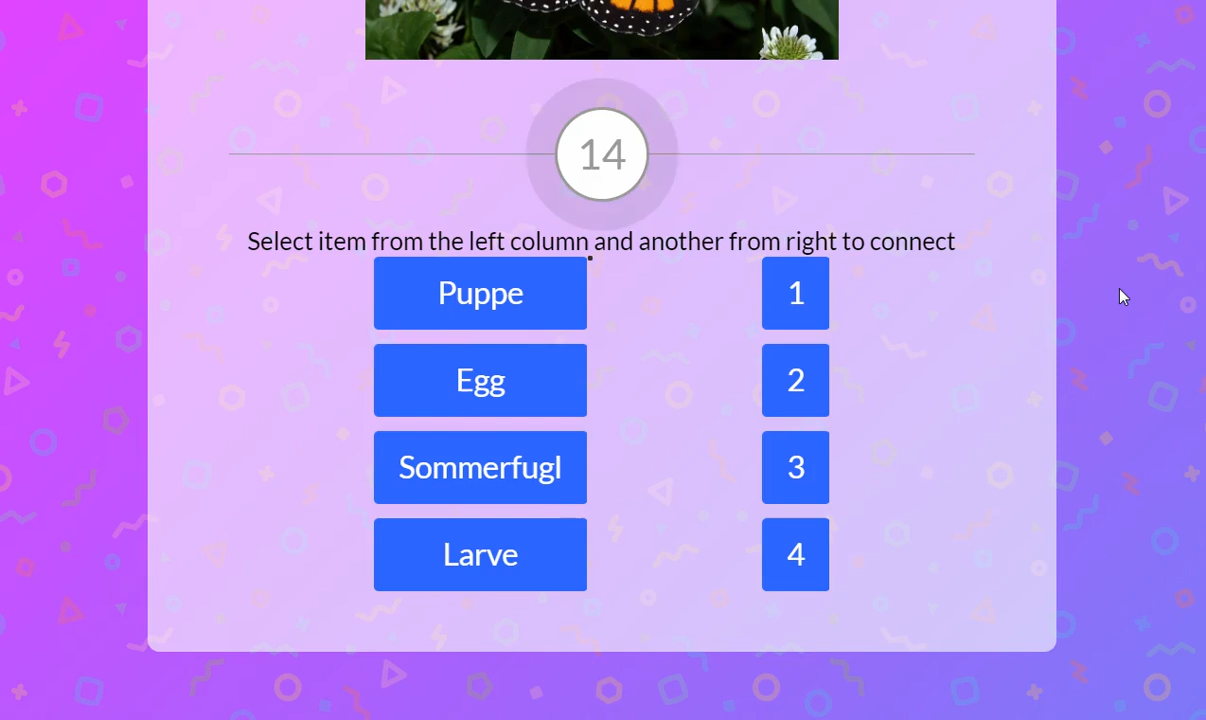 14
Select item from the left column and another from right to connect
Puppe 1
Egg 2
Sommerfugl 3
Larve 4